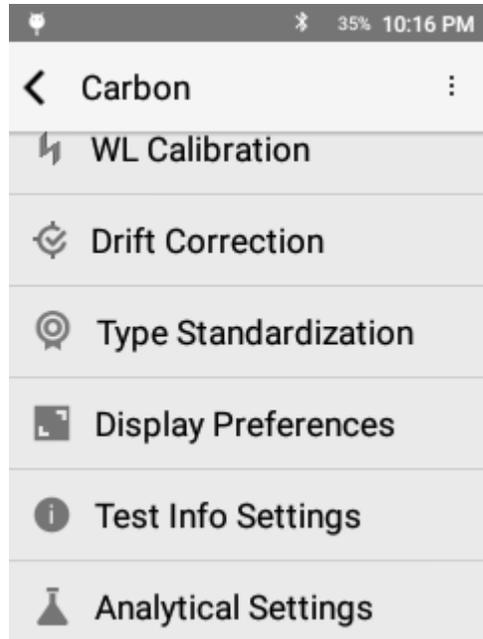 35% 10:16 PM
Carbon
WL Calibration
Drift Correction
Type Standardization
Display Preferences
Test Info Settings
Analytical Settings